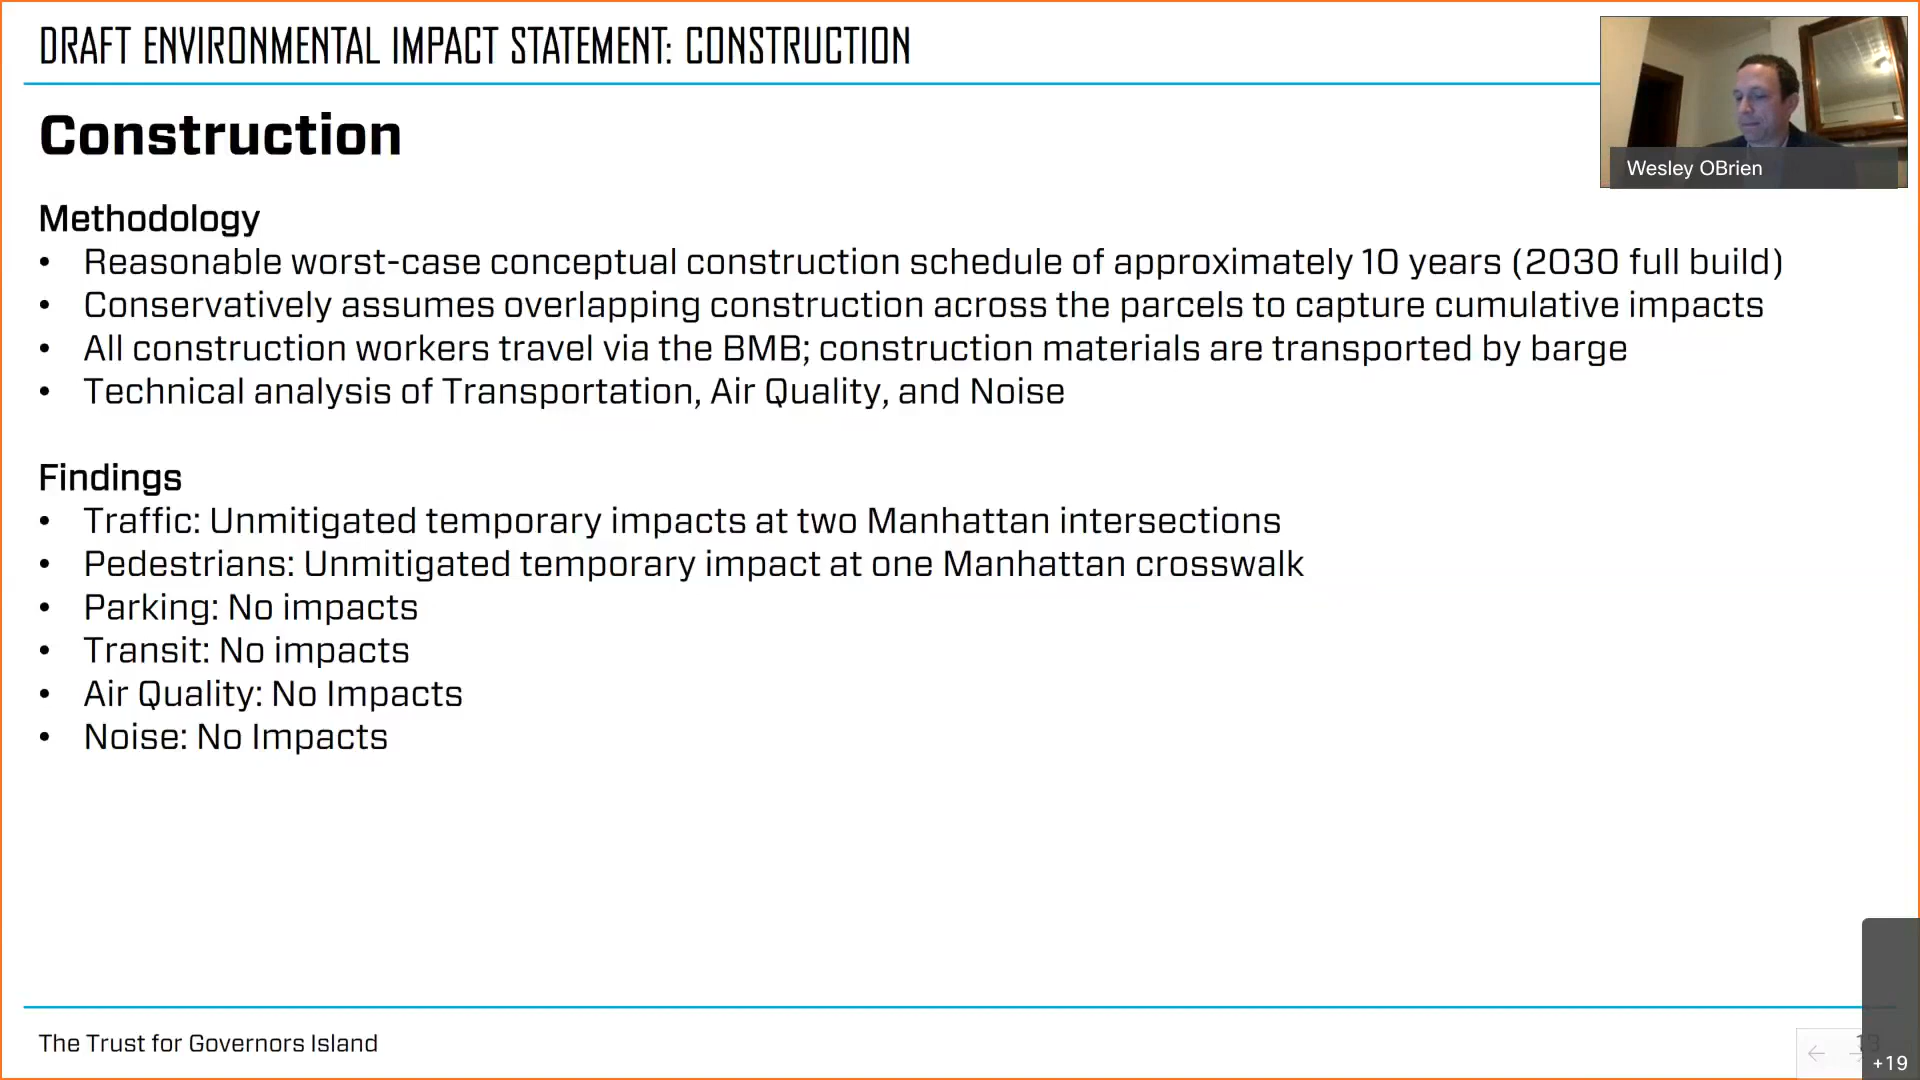 DRAFT ENVIRONMENTAL IMPACT STATEMENT: CONSTRUCTION
Construction
Wesley OBrien
Methodology
• Reasonable worst-case conceptual construction schedule of approximately 10 years (2030 full build)
• Conservatively assumes overlapping construction across the parcels to capture cumulative impacts
• All construction workers travel via the BMB; construction materials are transported by barge
• Technical analysis of Transportation, Air Quality, and Noise
Findings
• Traffic: Unmitigated temporary impacts at two Manhattan intersections
• Pedestrians: Unmitigated temporary impact at one Manhattan crosswalk
• Parking: No impacts
• Transit: No impacts
• Air Quality: No Impacts
• Noise: No Impacts
The Trust for Governors Island
+19